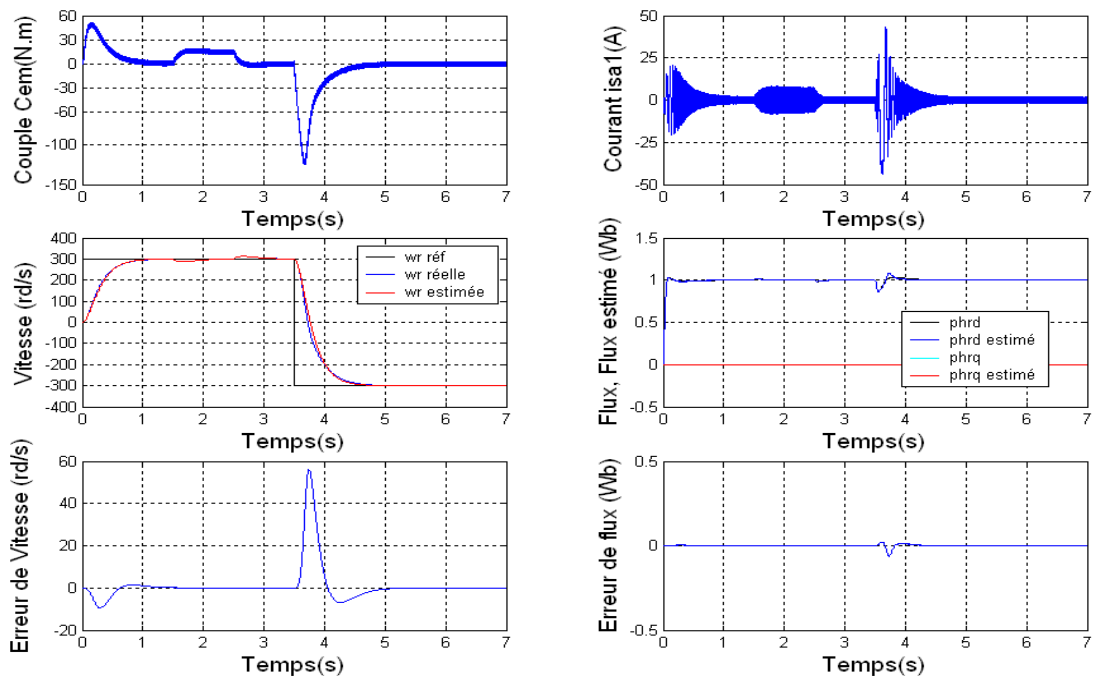 Couple Cem(N.m)
60
30
0
-30
-60
-100
-150
0 1 2 3 4 5 6 7
Temps(s)
Courant isa1(A)
50
25
0
-25
-50
0 1 2 3 4 5 6 7
Temps(s)
Vitesse (rd/s)
400
300
200
100
0
-100
-200
-300
-400
wr réf
wr réelle
wr estimée
0 1 2 3 4 5 6 7
Temps(s)
Flux, Flux estimé (Wb)
1.5
1
0.5
0
-0.5
phrd
phrd estimé
phrq
phrq estimé
0 1 2 3 4 5 6 7
Temps(s)
Erreur de Vitesse (rd/s)
60
40
20
0
-20
0 1 2 3 4 5 6 7
Temps(s)
Erreur de flux (Wb)
0.5
0
-0.5
0 1 2 3 4 5 6 7
Temps(s)